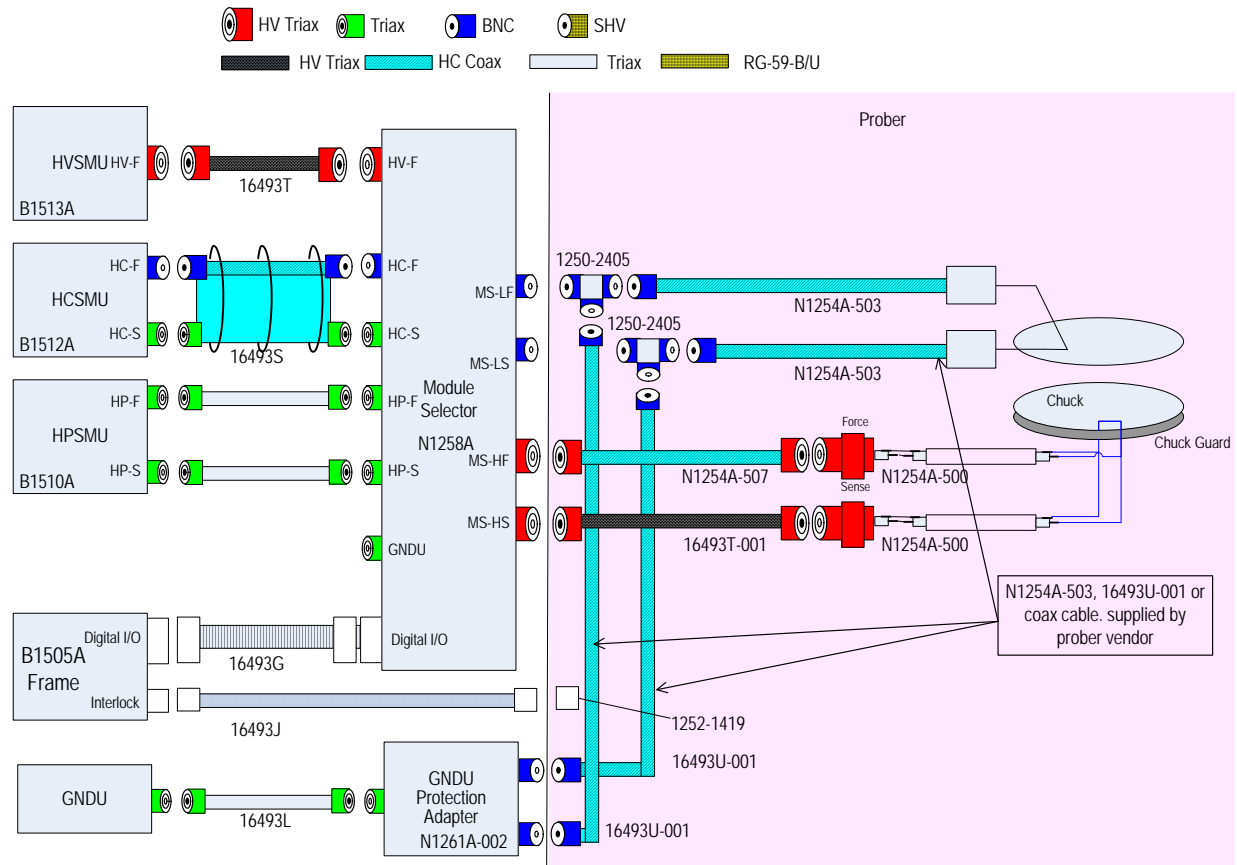 HV Triax
Triax
BNC
SHV
HV Triax
HC Coax
Triax
RG-59-B/U
Prober
HVSMU
HV-F
B1513A
16493T
HV-F
HC-F
HCSMU
HC-S
B1512A
16493S
HC-F
HC-S
MS-LF
MS-LS
1250-2405
1250-2405
N1254A-503
N1254A-503
HP-F
HPSMU
HP-S
B1510A
HP-F
Module
Selector
N1258A
HP-S
MS-HF
MS-HS
GNDU
Force
Sense
N1254A-507
N1254A-500
16493T-001
N1254A-500
Chuck
Chuck Guard
N1254A-503, 16493U-001 or
coax cable. supplied by
prober vendor
Digital I/O
B1505A
Frame
Interlock
16493G
Digital I/O
16493J
1252-1419
16493U-001
GNDU
16493L
GNDU
Protection
Adapter
N1261A-002
16493U-001